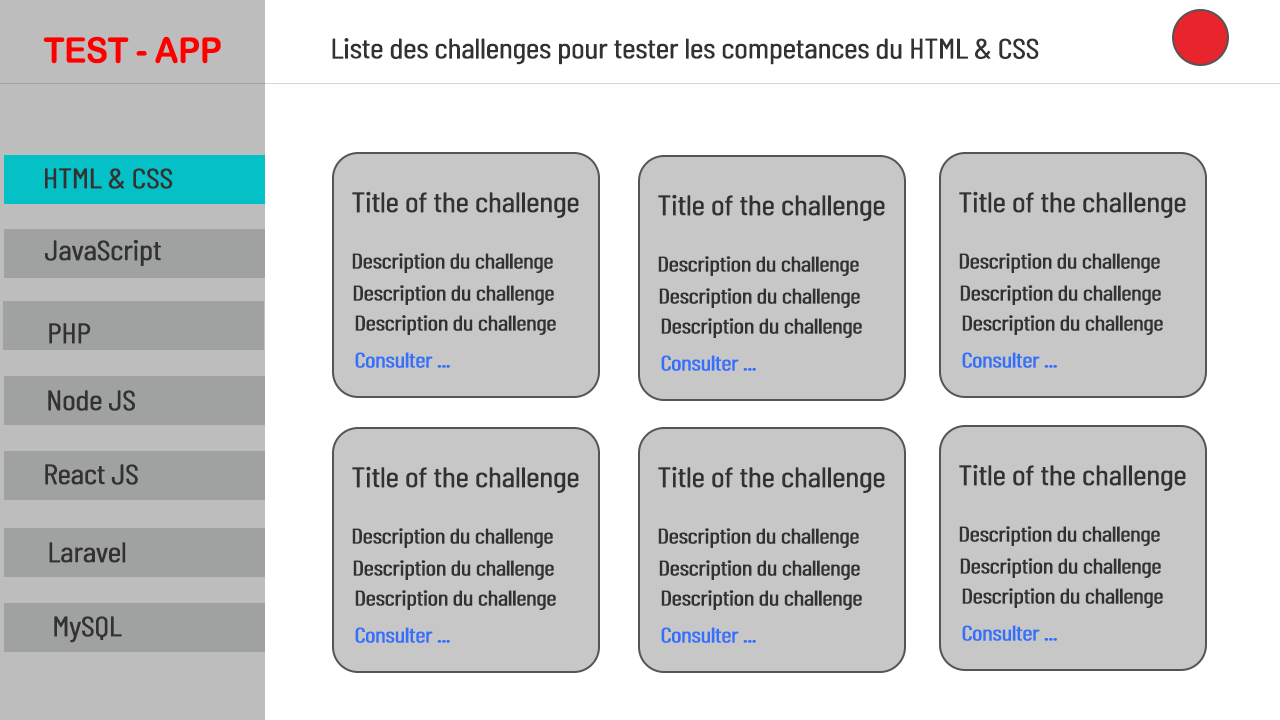 TEST - APP
Liste des challenges pour tester les competances du HTML & CSS
HTML & CSS
JavaScript
PHP
Node JS
React JS
Laravel
MySQL
Title of the challenge
Description du challenge
Description du challenge
Description du challenge
Consulter ...
Title of the challenge
Description du challenge
Description du challenge
Description du challenge
Consulter ...
Title of the challenge
Description du challenge
Description du challenge
Description du challenge
Consulter ...
Title of the challenge
Description du challenge
Description du challenge
Description du challenge
Consulter ...
Title of the challenge
Description du challenge
Description du challenge
Description du challenge
Consulter ...
Title of the challenge
Description du challenge
Description du challenge
Description du challenge
Consulter ...